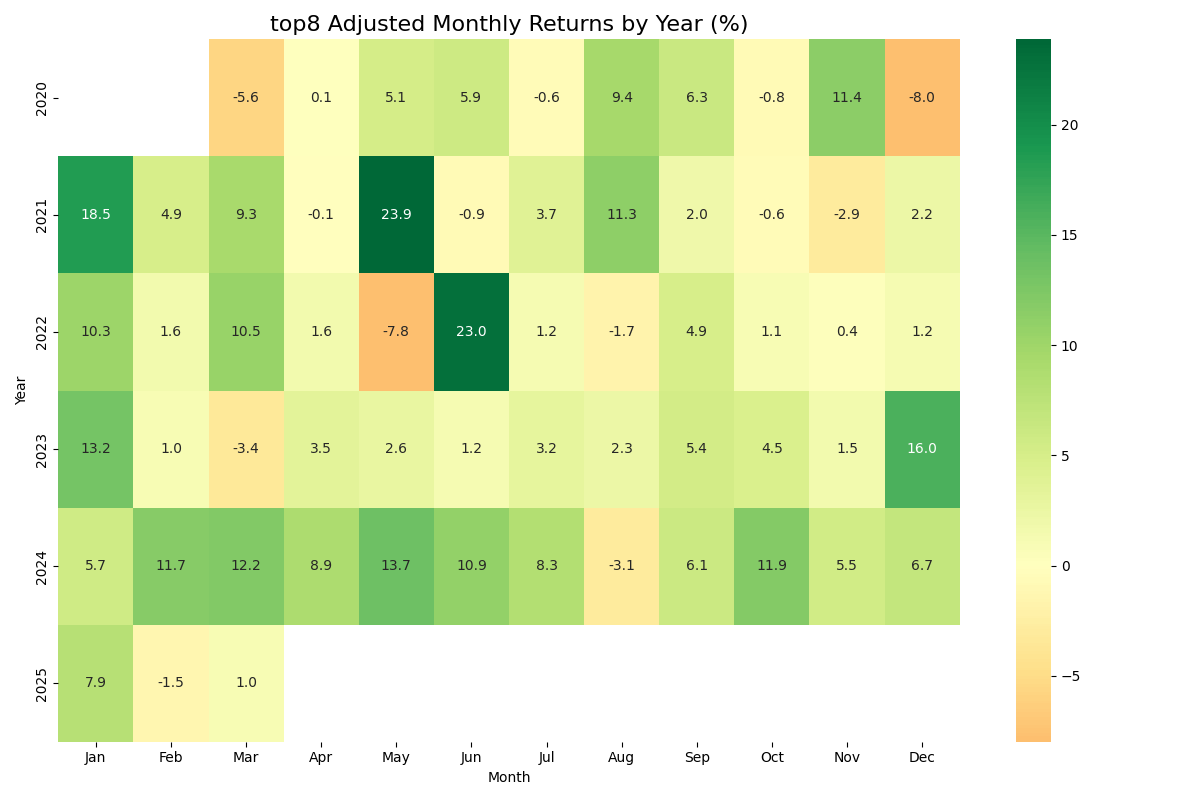 top8 Adjusted Monthly Returns by Year (%)
2020 -5.6 0.1 5.1 5.9 -0.6 9.4 6.3 -0.8 11.4 -8.0
2021 18.5 4.9 9.3 -0.1 23.9 -0.9 3.7 11.3 2.0 -0.6 -2.9 2.2
2022 10.3 1.6 10.5 1.6 -7.8 23.0 1.2 -1.7 4.9 1.1 0.4 1.2
2023 13.2 1.0 -3.4 3.5 2.6 1.2 3.2 2.3 5.4 4.5 1.5 16.0
2024 5.7 11.7 12.2 8.9 13.7 10.9 8.3 -3.1 6.1 11.9 5.5 6.7
2025 7.9 -1.5 1.0
Year
Jan Feb Mar Apr May Jun Jul Aug Sep Oct Nov Dec
Month
20
15
10
5
0
−5